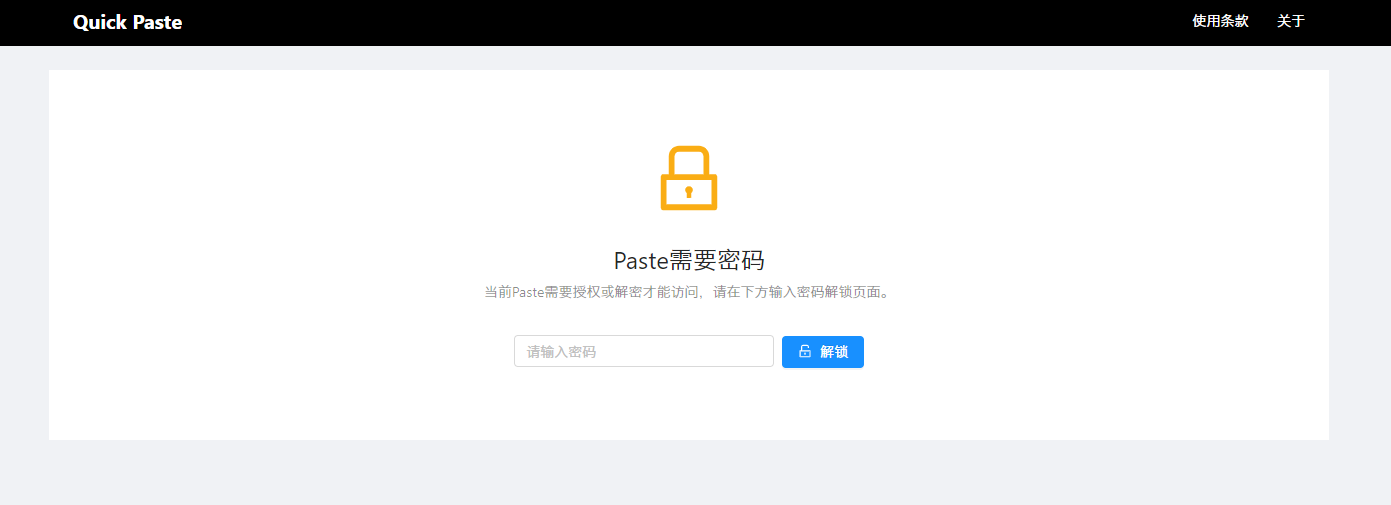 Quick Paste
使用条款
关于
Paste需要密码
当前Paste需要授权或解密才能访问，请在下方输入密码解锁页面。
请输入密码
解锁